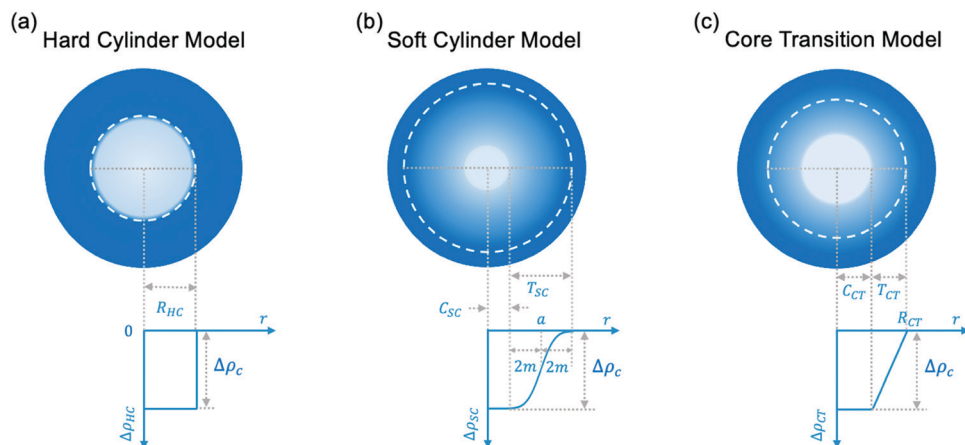 (a)
Hard Cylinder Model
(b)
Soft Cylinder Model
(c)
Core Transition Model
R_HC
0
r
Δρ_c
Δρ_HC
T_SC
C_SC
a
r
2m
2m
Δρ_c
Δρ_SC
C_CT
T_CT
R_CT
r
Δρ_c
Δρ_CT